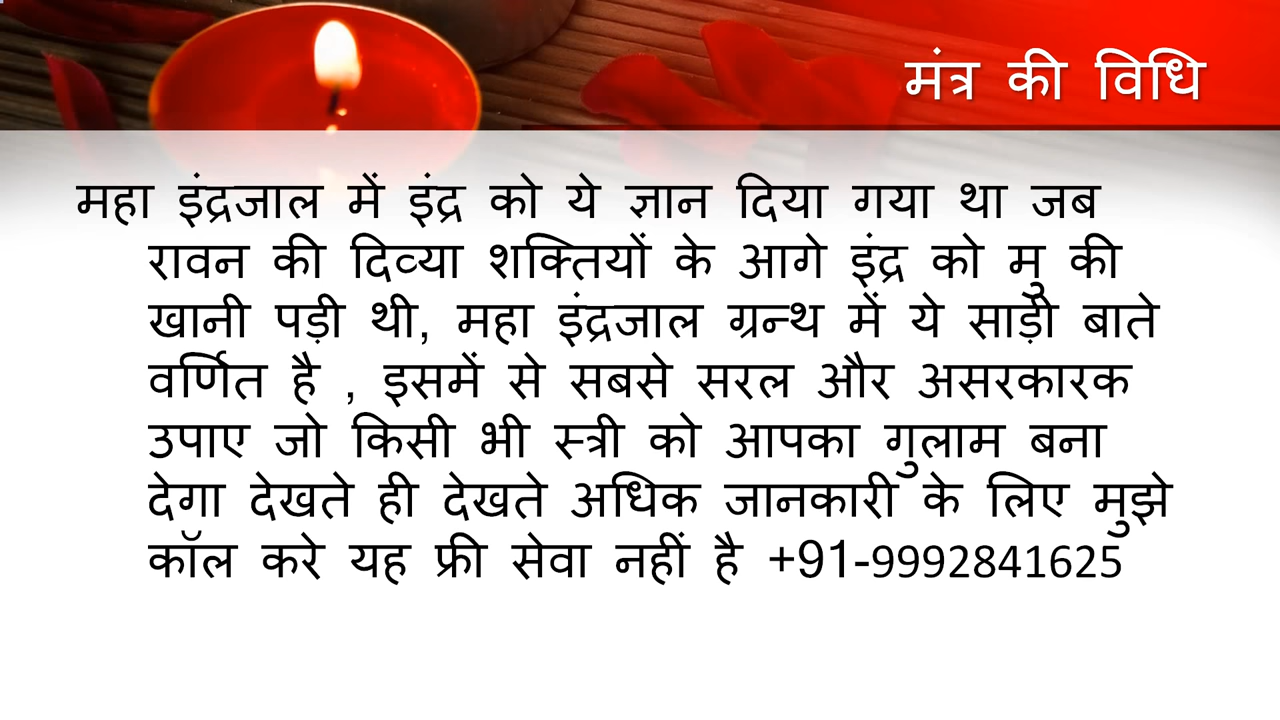 मंत्र की विधि
महा इंद्रजाल में इंद्र को ये ज्ञान दिया गया था जब
रावन की दिव्या शक्तियों के आगे इंद्र को मु की
खानी पड़ी थी, महा इंद्रजाल ग्रन्थ में ये साड़ी बाते
वर्णित है , इसमें से सबसे सरल और असरकारक
उपाए जो किसी भी स्त्री को आपका गुलाम बना
देगा देखते ही देखते अधिक जानकारी के लिए मुझे
कॉल करे यह फ्री सेवा नहीं है +91-9992841625